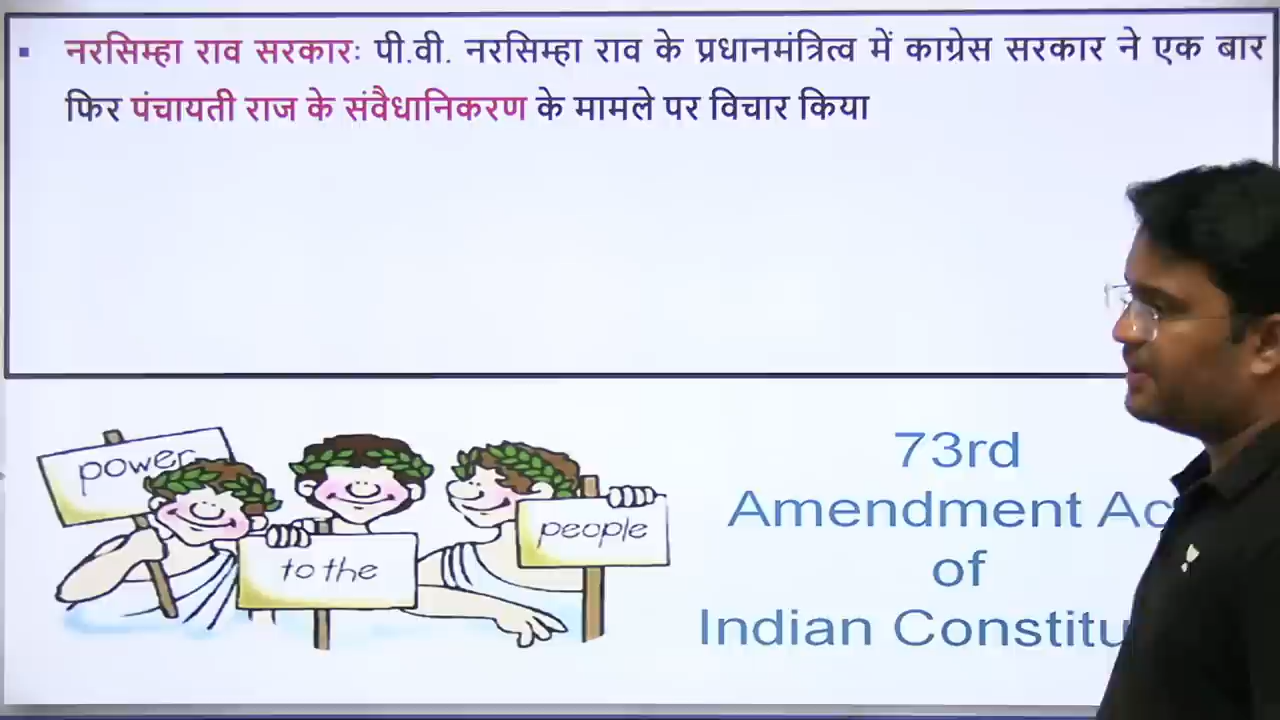 ▪ नरसिम्हा राव सरकारः पी.वी. नरसिम्हा राव के प्रधानमंत्रित्व में काग्रेस सरकार ने एक बार
फिर पंचायती राज के संवैधानिकरण के मामले पर विचार किया
power
to the
people
73rd
Amendment Ac
of
Indian Constitu